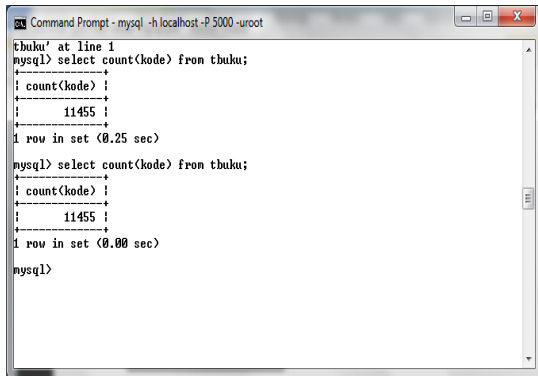 Command Prompt - mysql -h localhost -P 5000 -uroot
tbuku' at line 1
mysql> select count(kode) from tbuku;
+-------------+
| count(kode) |
+-------------+
|       11455 |
+-------------+
1 row in set (0.25 sec)
mysql> select count(kode) from tbuku;
+-------------+
| count(kode) |
+-------------+
|       11455 |
+-------------+
1 row in set (0.00 sec)
mysql>